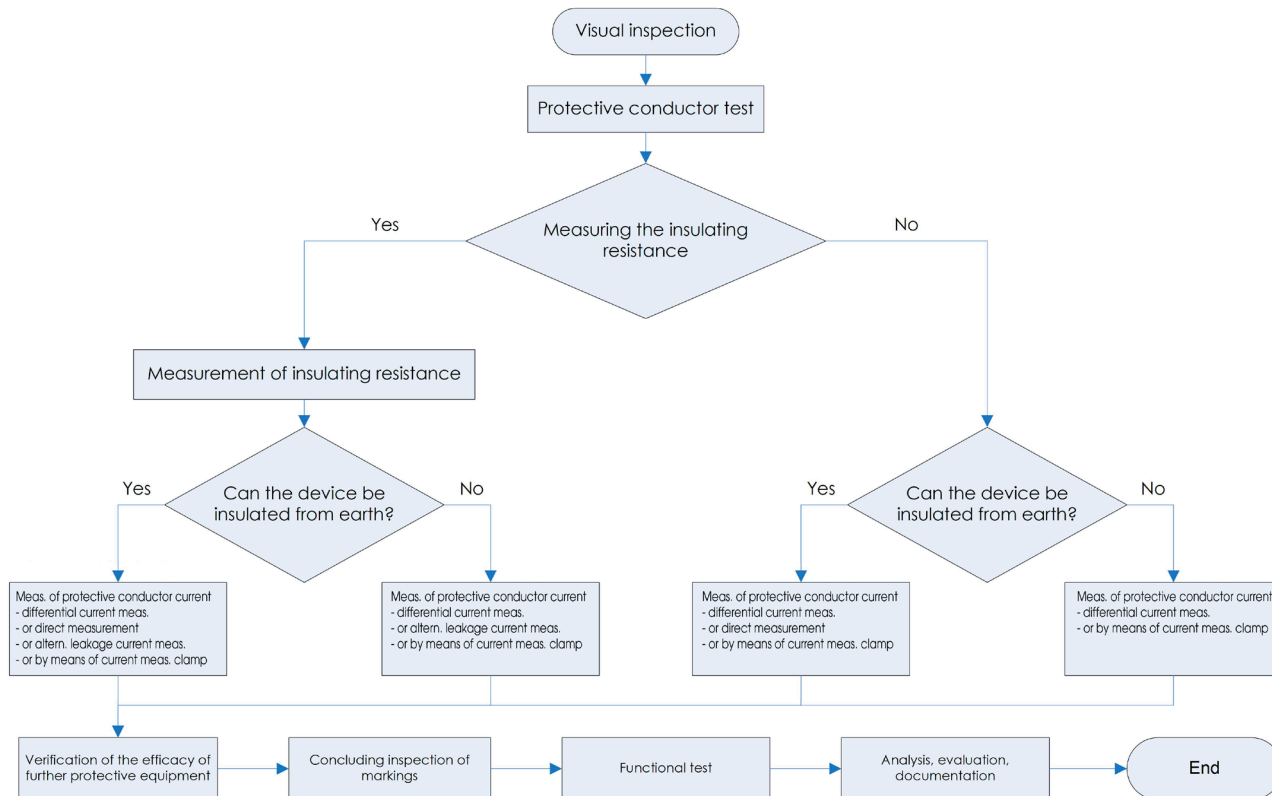 Visual inspection
Protective conductor test
Yes
Measuring the insulating
resistance
No
Measurement of insulating resistance
Yes
Can the device be
insulated from earth?
No
Yes
Can the device be
insulated from earth?
No
Meas. of protective conductor current
- differential current meas.
- or direct measurement
- or altern. leakage current meas.
- or by means of current meas. clamp
Meas. of protective conductor current
- differential current meas.
- or altern. leakage current meas.
- or by means of current meas. clamp
Meas. of protective conductor current
- differential current meas.
- or direct measurement
- or by means of current meas. clamp
Meas. of protective conductor current
- differential current meas.
- or by means of current meas. clamp
Verification of the efficacy of
further protective equipment
Concluding inspection of
markings
Functional test
Analysis, evaluation,
documentation
End